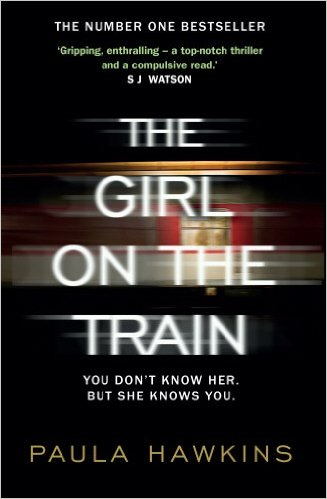 THE NUMBER ONE BESTSELLER
‘Gripping, enthralling – a top-notch thriller
and a compulsive read.’
S J WATSON
THE
GIRL
ON THE
TRAIN
YOU DON’T KNOW HER.
BUT SHE KNOWS YOU.
PAULA HAWKINS